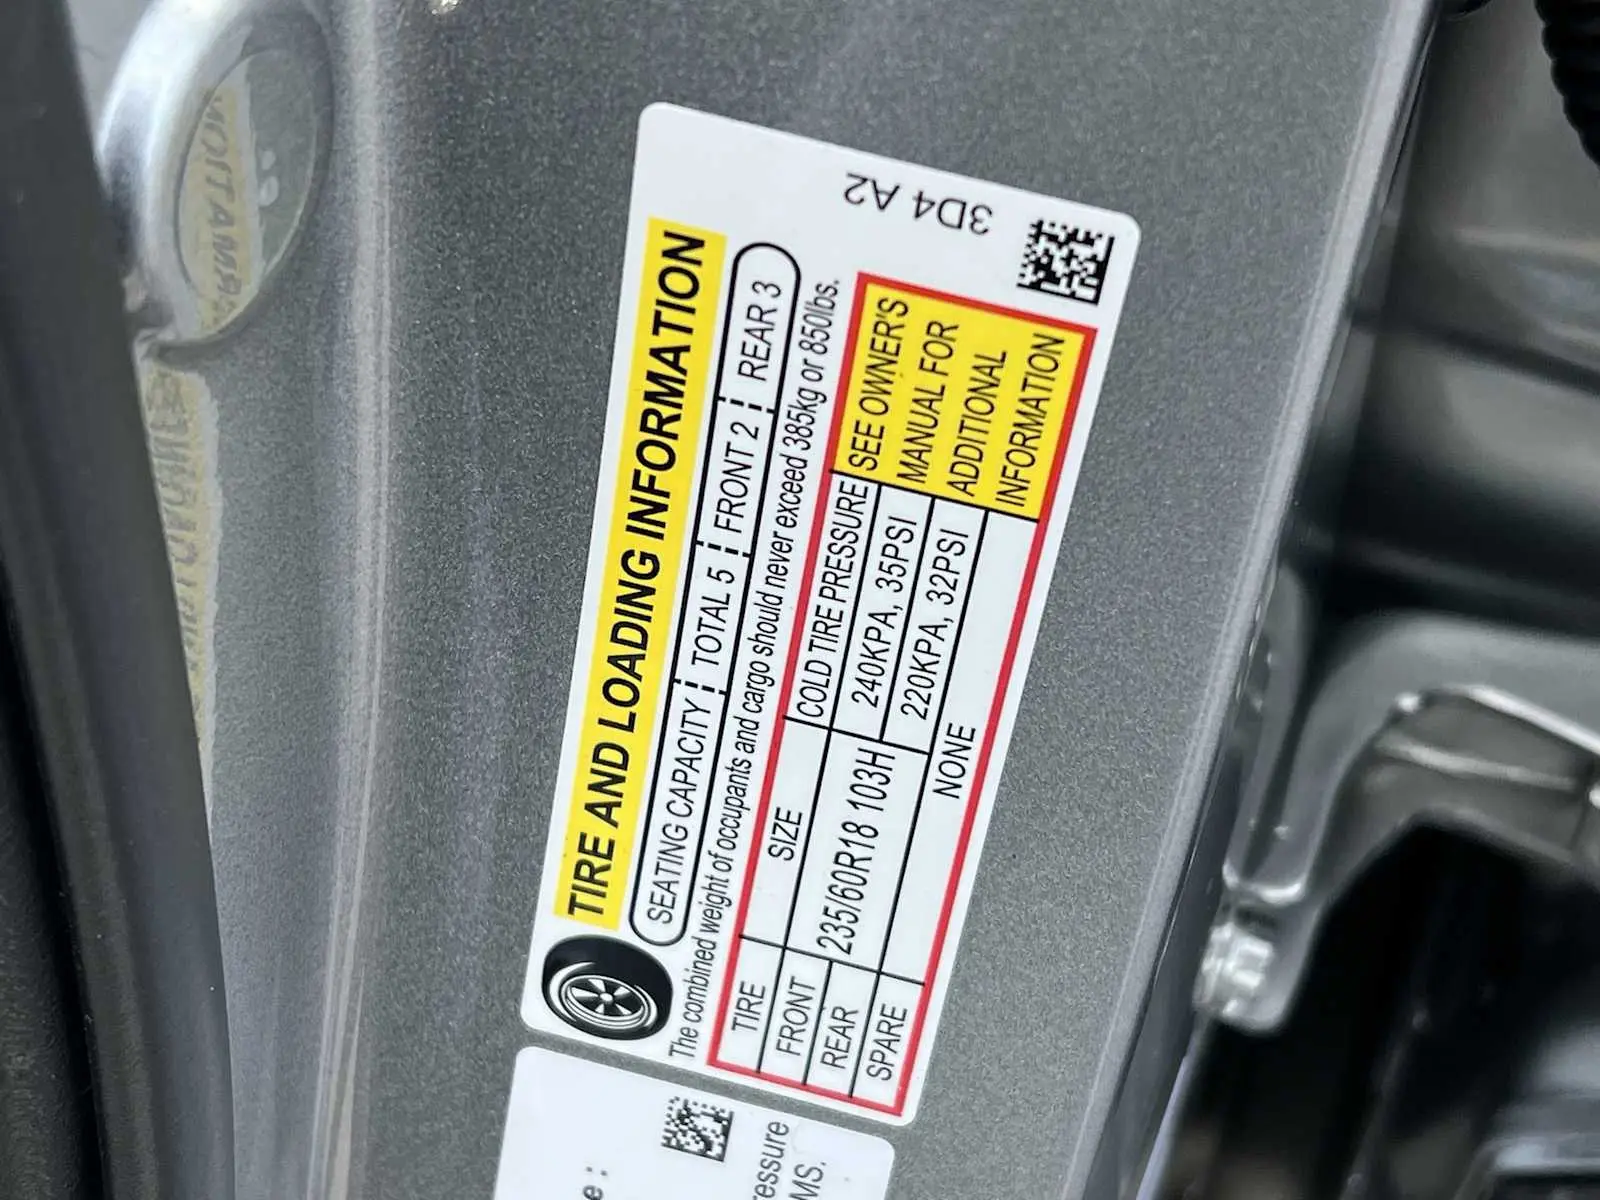 3D4 A2
TIRE AND LOADING INFORMATION
SEATING CAPACITY TOTAL 5 FRONT 2 REAR 3
The combined weight of occupants and cargo should never exceed 385kg or 850lbs.
TIRE SIZE COLD TIRE PRESSURE
FRONT 235/60R18 103H 240KPA, 35PSI
REAR 220KPA, 32PSI
SPARE NONE
SEE OWNER'S
MANUAL FOR
ADDITIONAL
INFORMATION
e :
essure
MS.